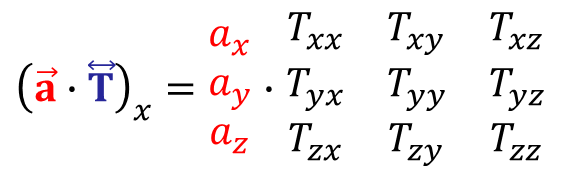 a_x T_xx T_xy T_xz
(a⃗ · T⃡)_x = a_y · T_yx T_yy T_yz
a_z T_zx T_zy T_zz